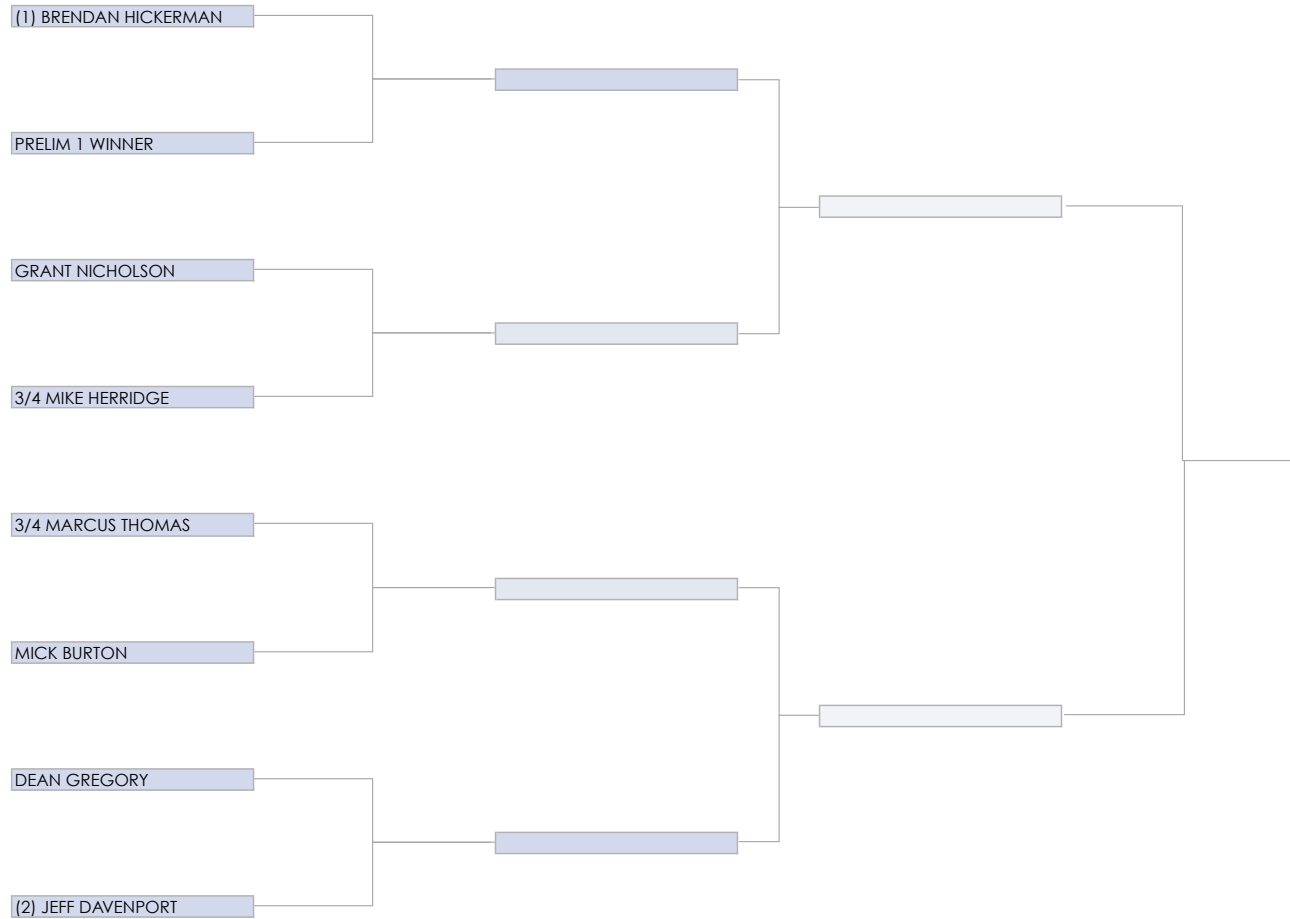 (1) BRENDAN HICKERMAN
PRELIM 1 WINNER
GRANT NICHOLSON
3/4 MIKE HERRIDGE
3/4 MARCUS THOMAS
MICK BURTON
DEAN GREGORY
(2) JEFF DAVENPORT